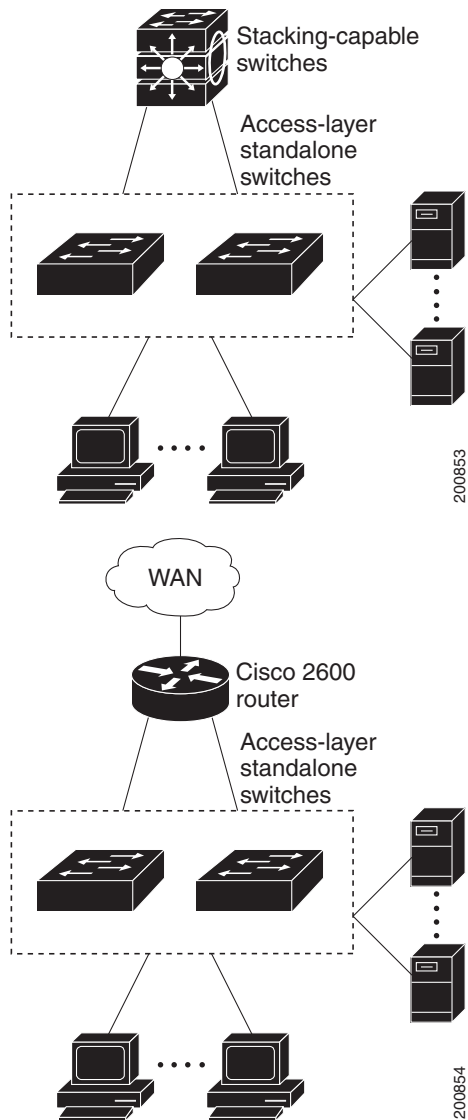 Stacking-capable
switches
Access-layer
standalone
switches
200853
WAN
Cisco 2600
router
Access-layer
standalone
switches
200854